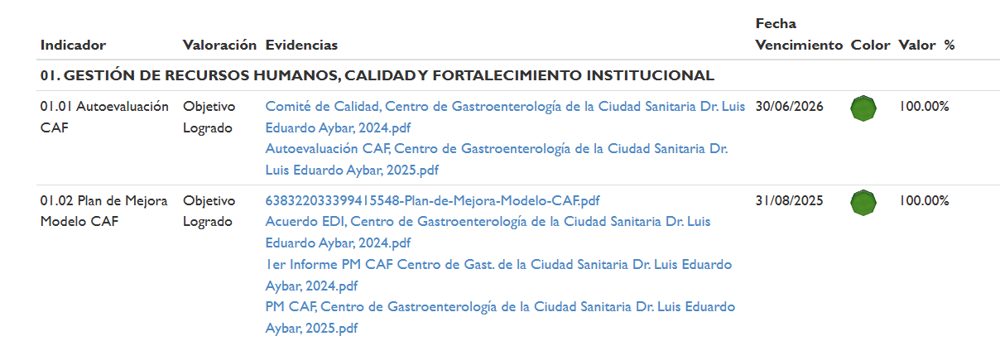 Fecha
Indicador Valoración Evidencias Vencimiento Color Valor %
01. GESTIÓN DE RECURSOS HUMANOS, CALIDAD Y FORTALECIMIENTO INSTITUCIONAL
01.01 Autoevaluación Objetivo Comité de Calidad, Centro de Gastroenterología de la Ciudad Sanitaria Dr. Luis 30/06/2026 100.00%
CAF Logrado Eduardo Aybar, 2024.pdf
Autoevaluación CAF, Centro de Gastroenterología de la Ciudad Sanitaria Dr.
Luis Eduardo Aybar, 2025.pdf
01.02 Plan de Mejora Objetivo 638322033399415548-Plan-de-Mejora-Modelo-CAF.pdf 31/08/2025 100.00%
Modelo CAF Logrado Acuerdo EDI, Centro de Gastroenterología de la Ciudad Sanitaria Dr. Luis
Eduardo Aybar, 2024.pdf
1er Informe PM CAF Centro de Gast. de la Ciudad Sanitaria Dr. Luis Eduardo
Aybar, 2024.pdf
PM CAF, Centro de Gastroenterología de la Ciudad Sanitaria Dr. Luis Eduardo
Aybar, 2025.pdf